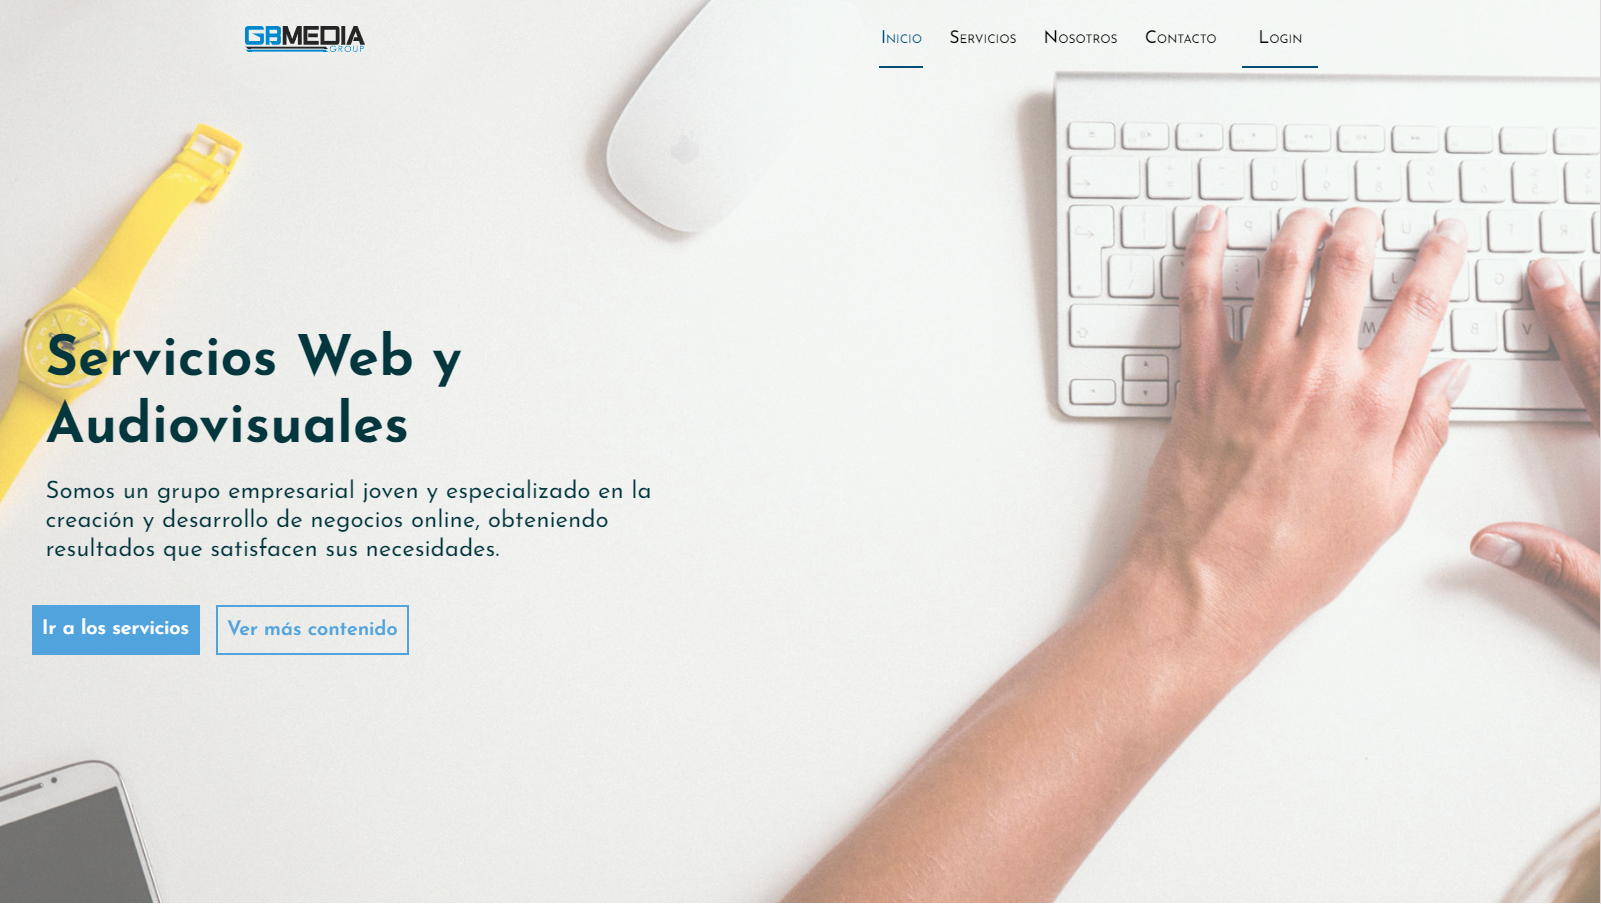 GBMEDIA
GROUP
Inicio Servicios Nosotros Contacto Login
Servicios Web y
Audiovisuales
Somos un grupo empresarial joven y especializado en la
creación y desarrollo de negocios online, obteniendo
resultados que satisfacen sus necesidades.
Ir a los servicios Ver más contenido